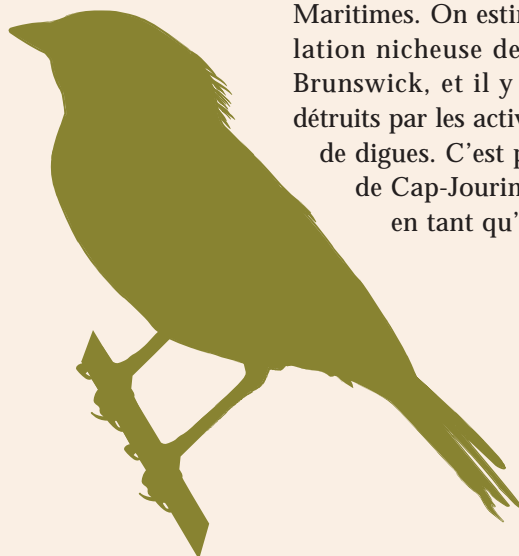 Maritimes. On estim
lation nicheuse de
Brunswick, et il y
détruits par les activ
de digues. C’est p
de Cap-Jourin
en tant qu’